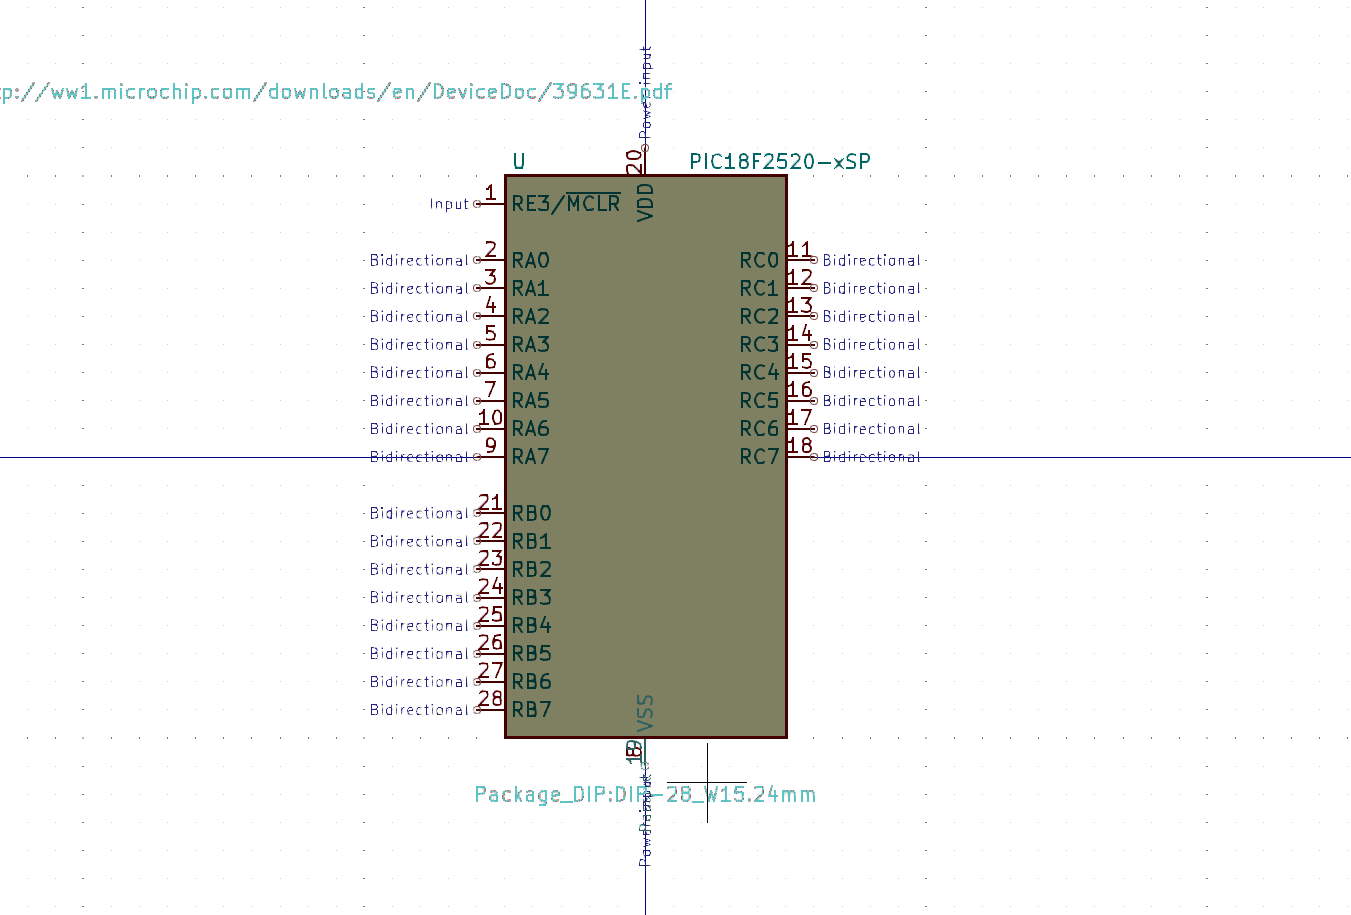 Power input
tp://ww1.microchip.com/downloads/en/DeviceDoc/39631E.pdf
U 20 PIC18F2520-xSP
Input 1 RE3/MCLR VDD
Bidirectional 2 RA0 RC0 11 Bidirectional
Bidirectional 3 RA1 RC1 12 Bidirectional
Bidirectional 4 RA2 RC2 13 Bidirectional
Bidirectional 5 RA3 RC3 14 Bidirectional
Bidirectional 6 RA4 RC4 15 Bidirectional
Bidirectional 7 RA5 RC5 16 Bidirectional
Bidirectional 10 RA6 RC6 17 Bidirectional
Bidirectional 9 RA7 RC7 18 Bidirectional
Bidirectional 21 RB0
Bidirectional 22 RB1
Bidirectional 23 RB2
Bidirectional 24 RB3
Bidirectional 25 RB4
Bidirectional 26 RB5
Bidirectional 27 RB6
Bidirectional 28 RB7
VSS
Package_DIP:DIP-28_W15.24mm